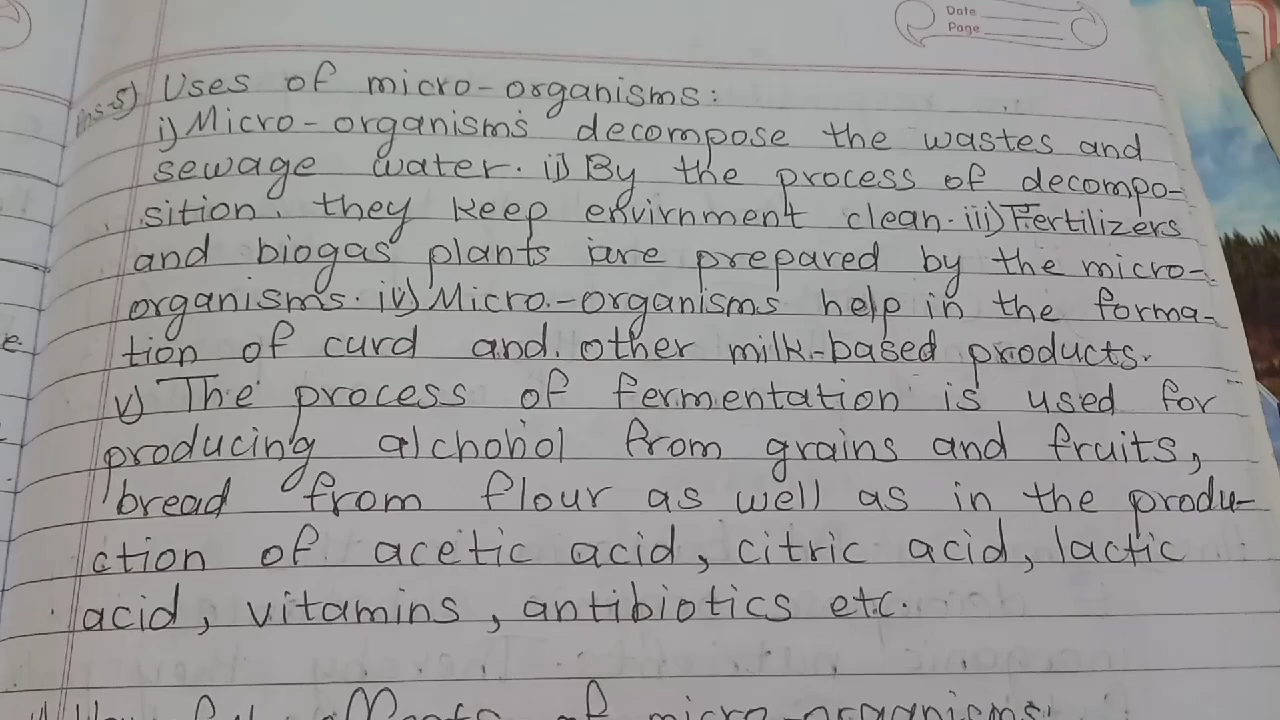 Date
Page
Ans-5) Uses of micro-organisms:
i) Micro-organisms decompose the wastes and
sewage water. ii) By the process of decompo-
sition, they keep envirnment clean. iii) Fertilizers
and biogas plants are prepared by the micro-
organisms. iv) Micro-organisms help in the forma-
tion of curd and other milk-based products.
v) The process of fermentation is used for
producing alchohol from grains and fruits,
bread from flour as well as in the produ-
ction of acetic acid, citric acid, lactic
acid, vitamins, antibiotics etc.
of micro-organisms:
e